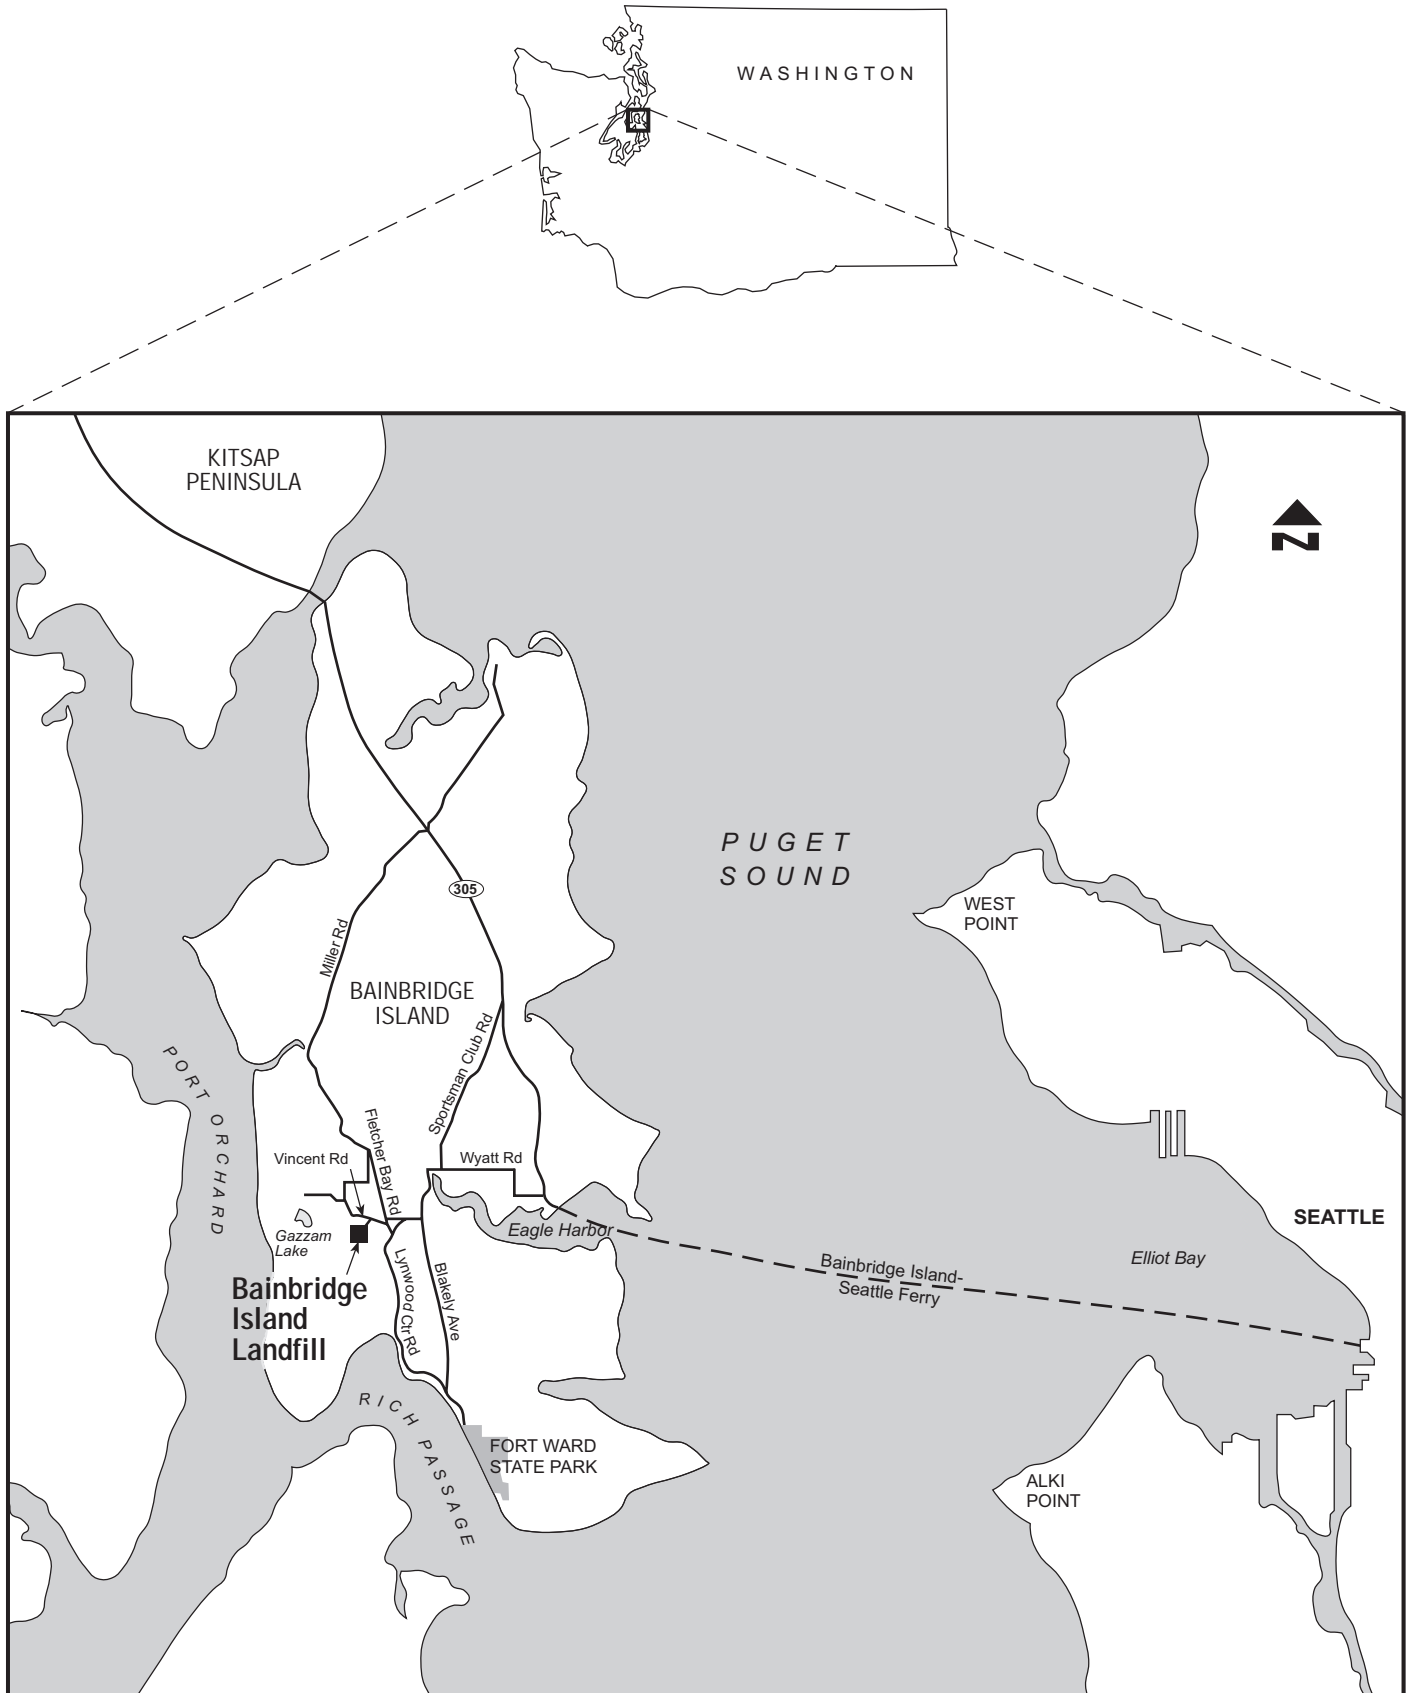 WASHINGTON
KITSAP
PENINSULA
N
PUGET
SOUND
305
WEST
POINT
Miller Rd
BAINBRIDGE
ISLAND
Sportsman Club Rd
PORT ORCHARD
Fletcher Bay Rd
Vincent Rd
Wyatt Rd
SEATTLE
Gazzam
Lake
Eagle Harbor
Elliot Bay
Bainbridge Island-
Seattle Ferry
Bainbridge
Island
Landfill
Lynwood Ctr Rd
Blakely Ave
RICH PASSAGE
FORT WARD
STATE PARK
ALKI
POINT